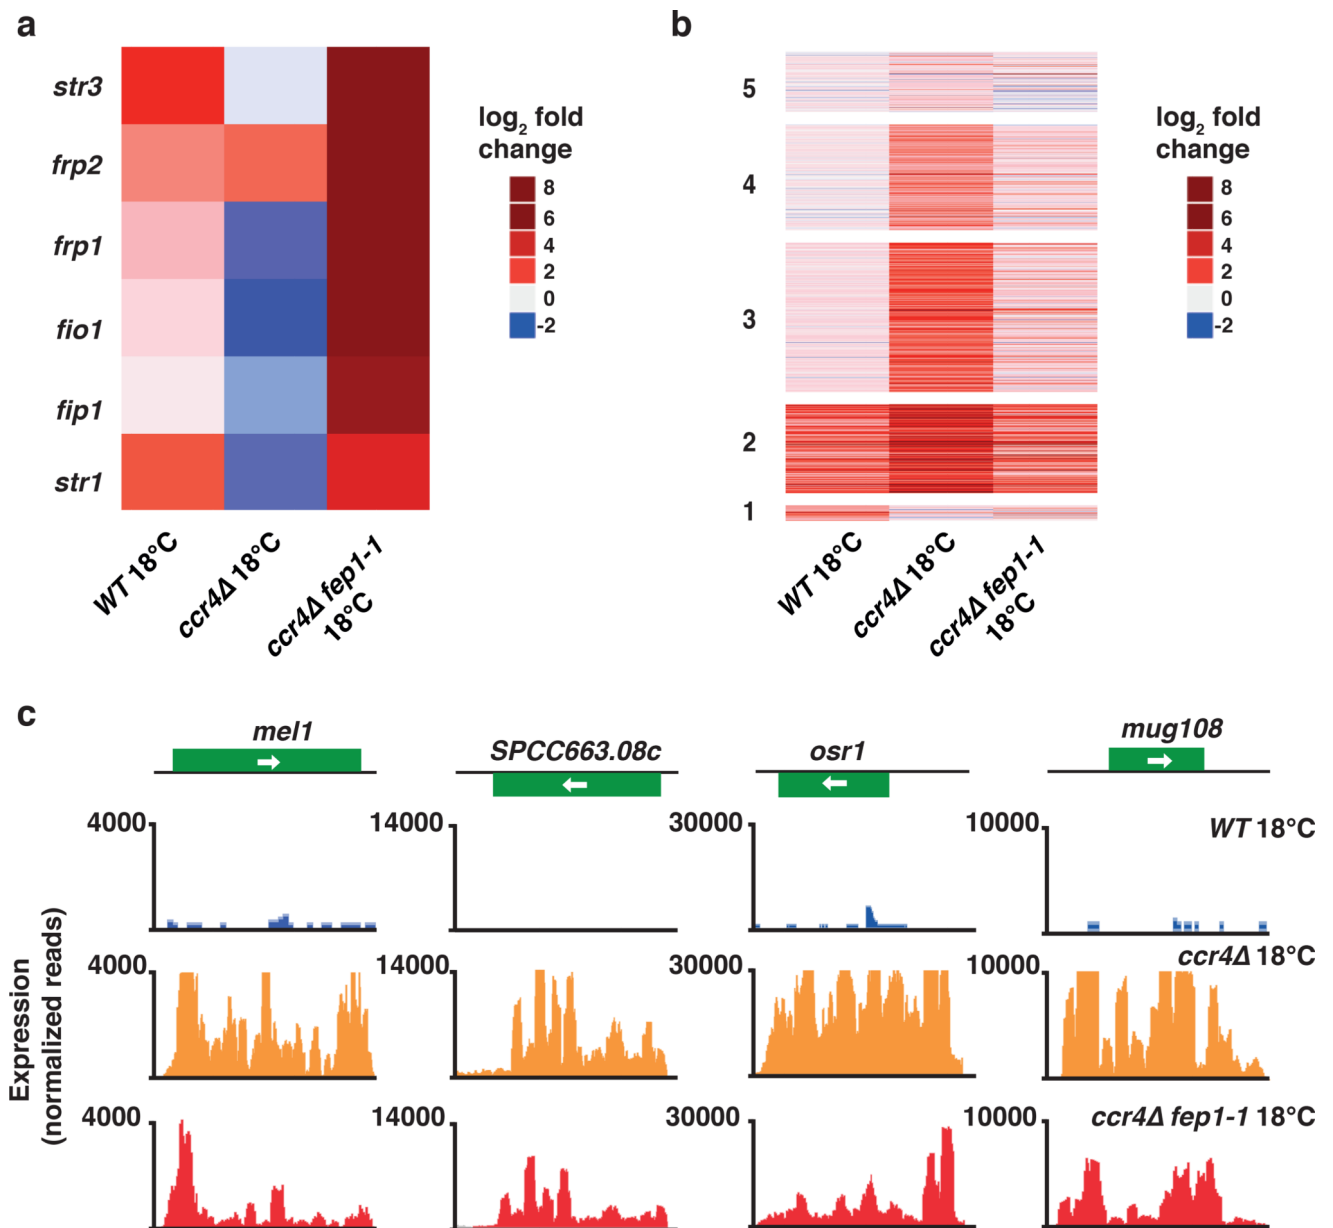 a
str3
frp2
frp1
fio1
fip1
str1
WT 18°C
ccr4Δ 18°C
ccr4Δ fep1-1
18°C
log2 fold
change
8
6
4
2
0
-2
b
5
4
3
2
1
WT 18°C
ccr4Δ 18°C
ccr4Δ fep1-1
18°C
log2 fold
change
8
6
4
2
0
-2
c
mel1
SPCC663.08c
osr1
mug108
4000
14000
30000
10000
WT 18°C
4000
14000
30000
10000
ccr4Δ 18°C
4000
14000
30000
10000
ccr4Δ fep1-1 18°C
Expression
(normalized reads)